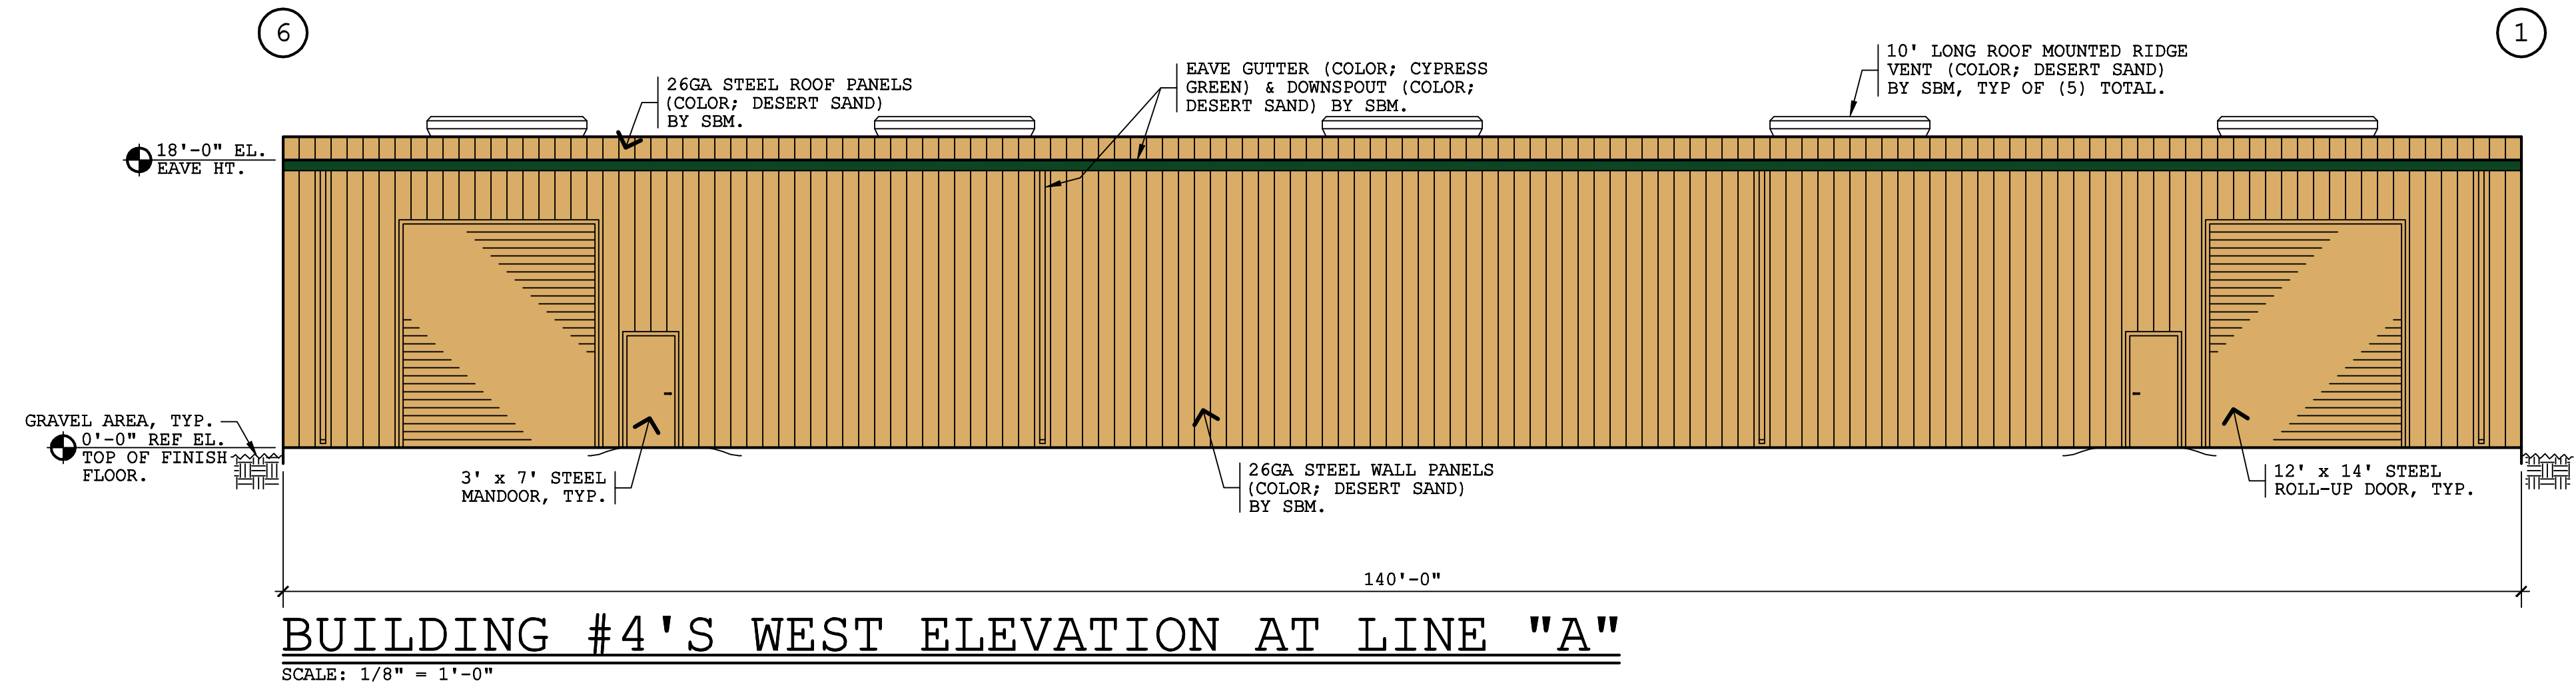 6
1
26GA STEEL ROOF PANELS
(COLOR; DESERT SAND)
BY SBM.
EAVE GUTTER (COLOR; CYPRESS
GREEN) & DOWNSPOUT (COLOR;
DESERT SAND) BY SBM.
10' LONG ROOF MOUNTED RIDGE
VENT (COLOR; DESERT SAND)
BY SBM, TYP OF (5) TOTAL.
18'-0" EL.
EAVE HT.
GRAVEL AREA, TYP.
0'-0" REF EL.
TOP OF FINISH
FLOOR.
3' x 7' STEEL
MANDOOR, TYP.
26GA STEEL WALL PANELS
(COLOR; DESERT SAND)
BY SBM.
12' x 14' STEEL
ROLL-UP DOOR, TYP.
140'-0"
BUILDING #4'S WEST ELEVATION AT LINE "A"
SCALE: 1/8" = 1'-0"